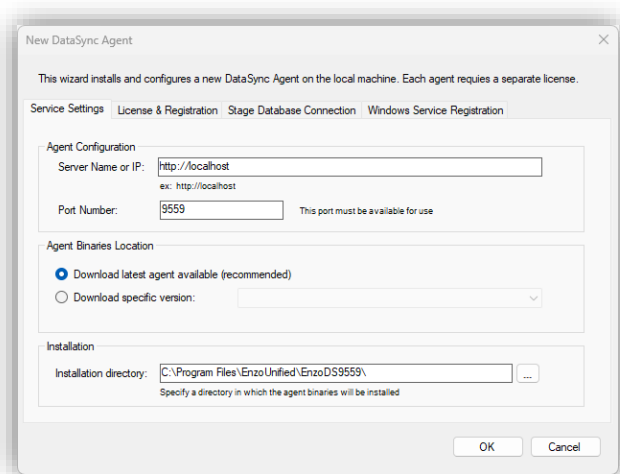 New DataSync Agent
This wizard installs and configures a new DataSync Agent on the local machine. Each agent requies a separate license.
Service Settings License & Registration Stage Database Connection Windows Service Registration
Agent Configuration
Server Name or IP: http://localhost
ex: http://localhost
Port Number: 9559 This port must be available for use
Agent Binaries Location
Download latest agent available (recommended)
Download specific version:
Installation
Installation directory: C:\Program Files\EnzoUnified\EnzoDS9559\ ...
Specify a directory in which the agent binaries will be installed
OK Cancel